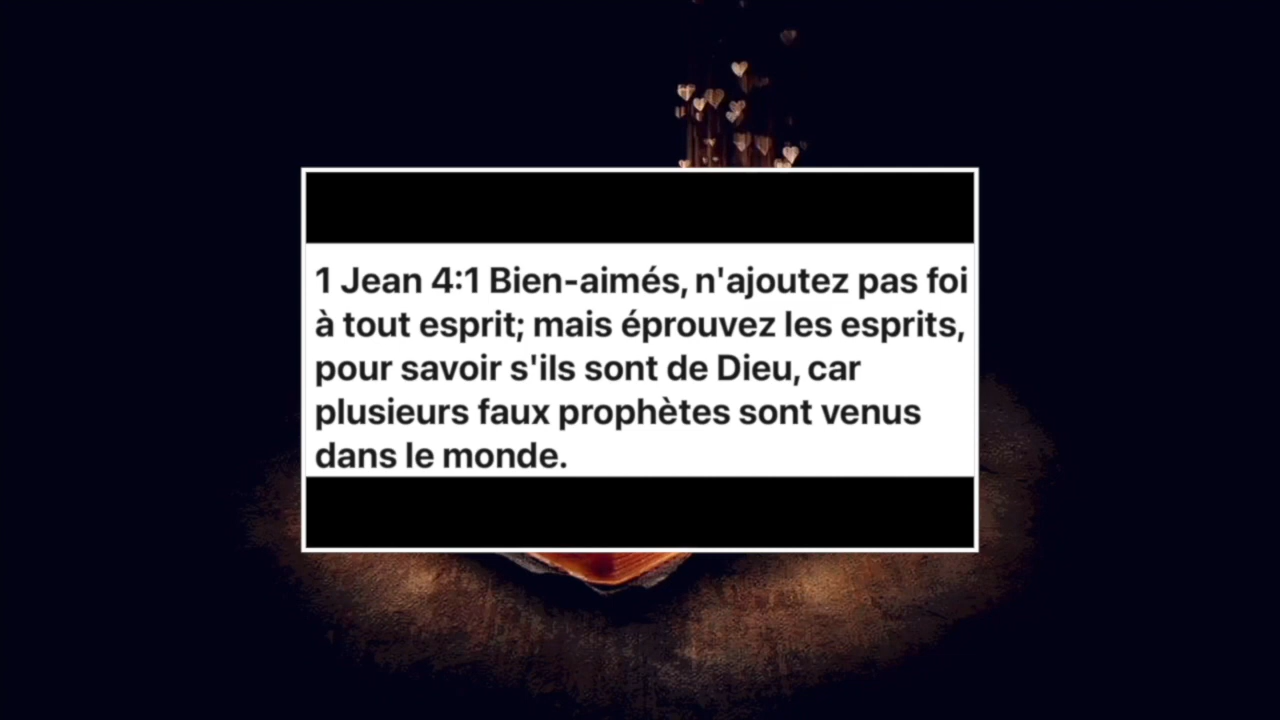 1 Jean 4:1 Bien-aimés, n'ajoutez pas foi
à tout esprit; mais éprouvez les esprits,
pour savoir s'ils sont de Dieu, car
plusieurs faux prophètes sont venus
dans le monde.